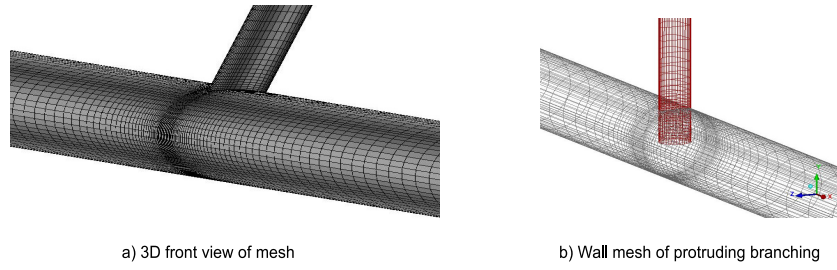 a) 3D front view of mesh
b) Wall mesh of protruding branching
Y
Z
X